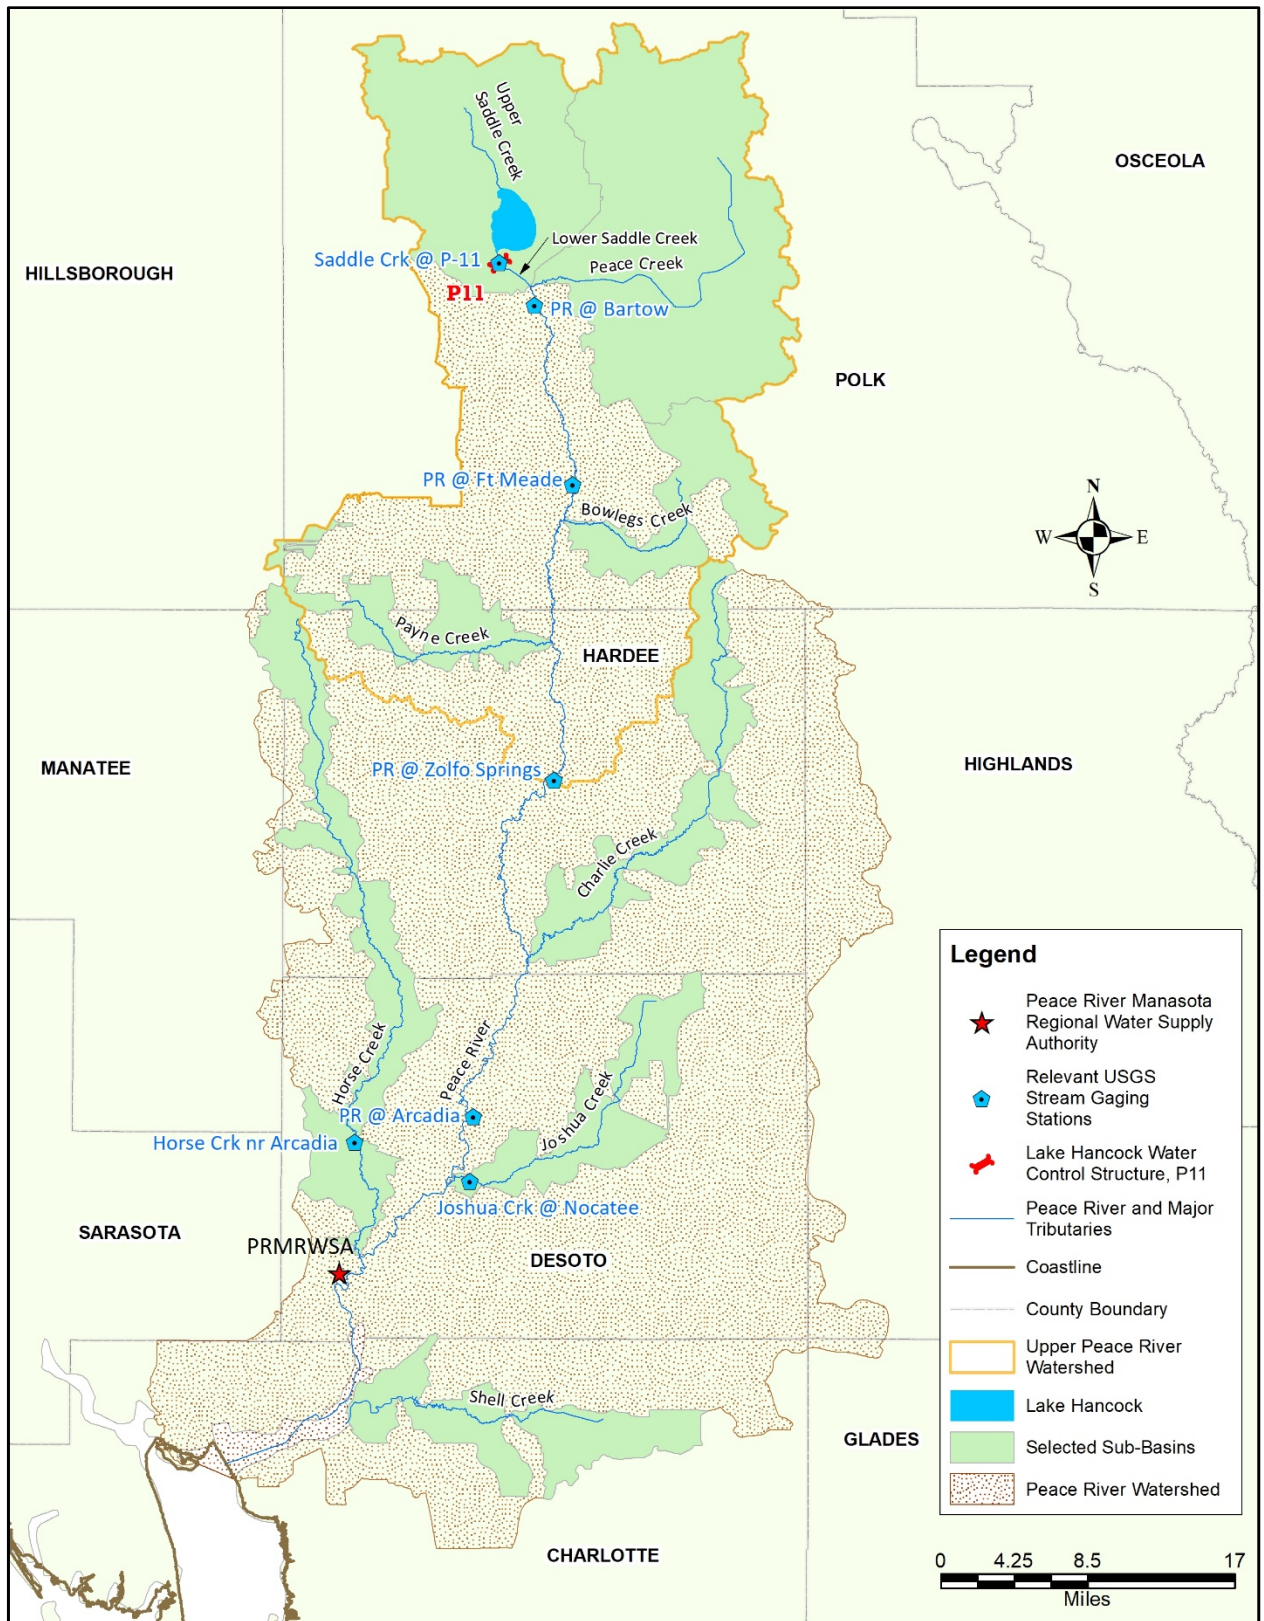 Upper
Saddle Creek
OSCEOLA
Lower Saddle Creek
Saddle Crk @ P-11
Peace Creek
HILLSBOROUGH
P11
PR @ Bartow
POLK
PR @ Ft Meade
Bowlegs Creek
N
W
E
S
Payne Creek
HARDEE
MANATEE
PR @ Zolfo Springs
HIGHLANDS
Charlie Creek
Horse Creek
Peace River
Joshua Creek
PR @ Arcadia
Horse Crk nr Arcadia
Joshua Crk @ Nocatee
SARASOTA
PRMRWSA
DESOTO
Shell Creek
GLADES
CHARLOTTE
Legend
Peace River Manasota
Regional Water Supply
Authority
Relevant USGS
Stream Gaging
Stations
Lake Hancock Water
Control Structure, P11
Peace River and Major
Tributaries
Coastline
County Boundary
Upper Peace River
Watershed
Lake Hancock
Selected Sub-Basins
Peace River Watershed
0 4.25 8.5 17
Miles